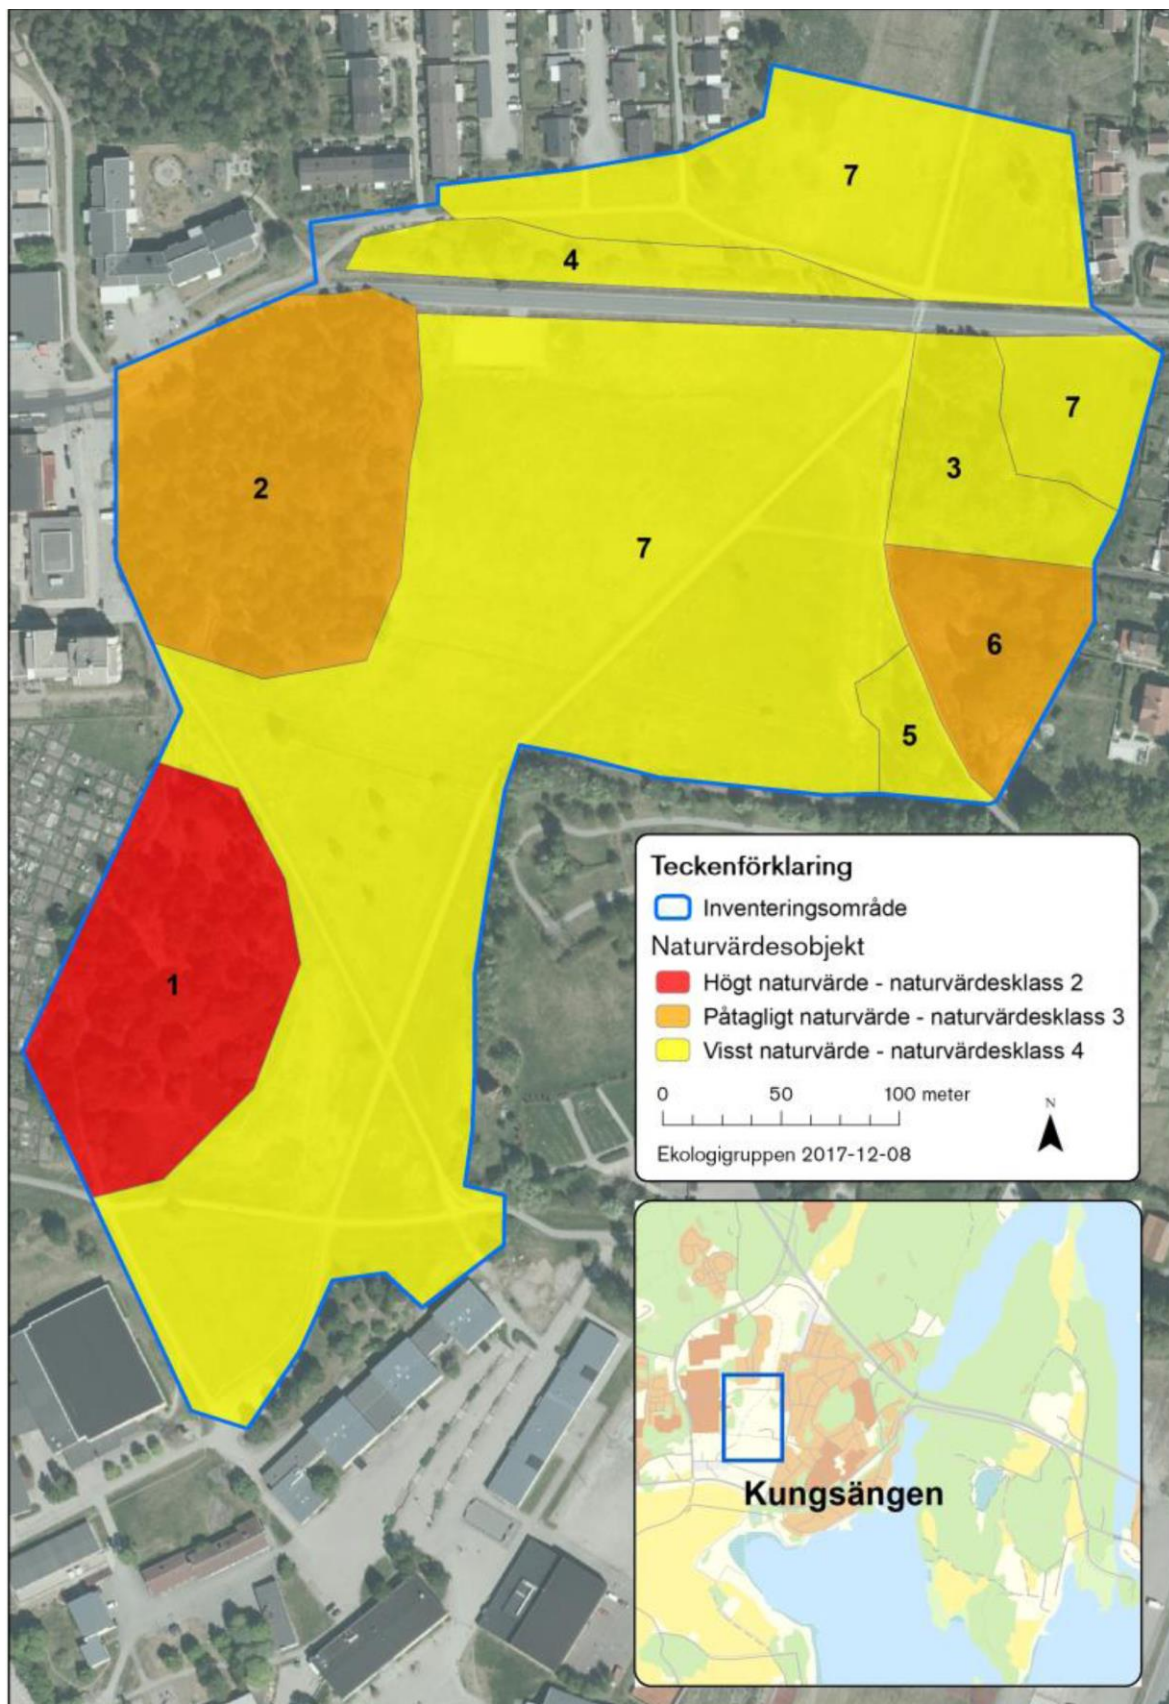 7
4
7
3
2
7
6
5
1
Teckenförklaring
Inventeringsområde
Naturvärdesobjekt
Högt naturvärde - naturvärdesklass 2
Påtagligt naturvärde - naturvärdesklass 3
Visst naturvärde - naturvärdesklass 4
0 50 100 meter
N
Ekologigruppen 2017-12-08
Kungsängen